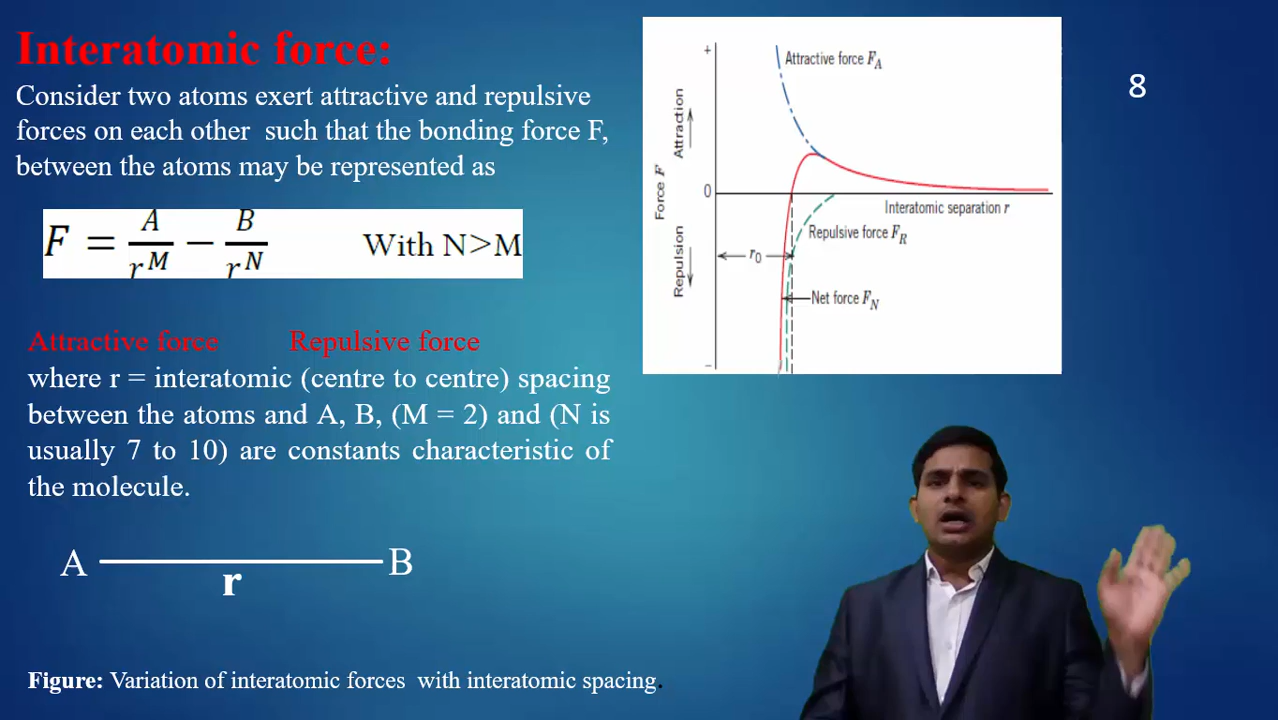 Interatomic force:
Consider two atoms exert attractive and repulsive
forces on each other such that the bonding force F,
between the atoms may be represented as
F = A/r^M − B/r^N With N>M
Attractive force Repulsive force
where r = interatomic (centre to centre) spacing
between the atoms and A, B, (M = 2) and (N is
usually 7 to 10) are constants characteristic of
the molecule.
A B
r
Figure: Variation of interatomic forces with interatomic spacing.
+
Attractive force F_A
Attraction
Force F
0
Interatomic separation r
Repulsive force F_R
Repulsion
r_0
Net force F_N
−
8